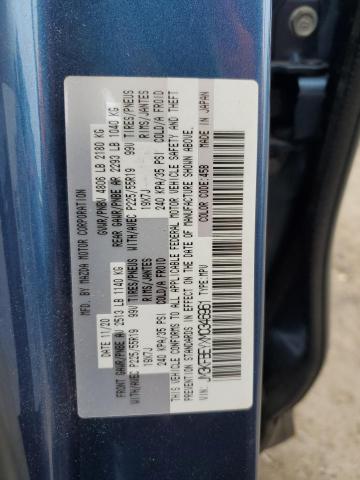 MFD. BY MAZDA MOTOR CORPORATION
DATE 11/20 GVWR/PNBV 4806 LB 2180 KG
FRONT GAWR/PNBE AV 2513 LB 1140 KG REAR GAWR/PNBE AR 2293 LB 1040 KG
WITH/AVEC P225/55R19 99V TIRES/PNEUS WITH/AVEC P225/55R19 99V TIRES/PNEUS
19X7J RIMS/JANTES 19X7J RIMS/JANTES
240 KPA/35 PSI COLD/A FROID 240 KPA/35 PSI COLD/A FROID
THIS VEHICLE CONFORMS TO ALL APPLICABLE FEDERAL MOTOR VEHICLE SAFETY AND THEFT
PREVENTION STANDARDS IN EFFECT ON THE DATE OF MANUFACTURE SHOWN ABOVE.
TYPE:MPV COLOR CODE:45B MADE IN JAPAN
VIN: